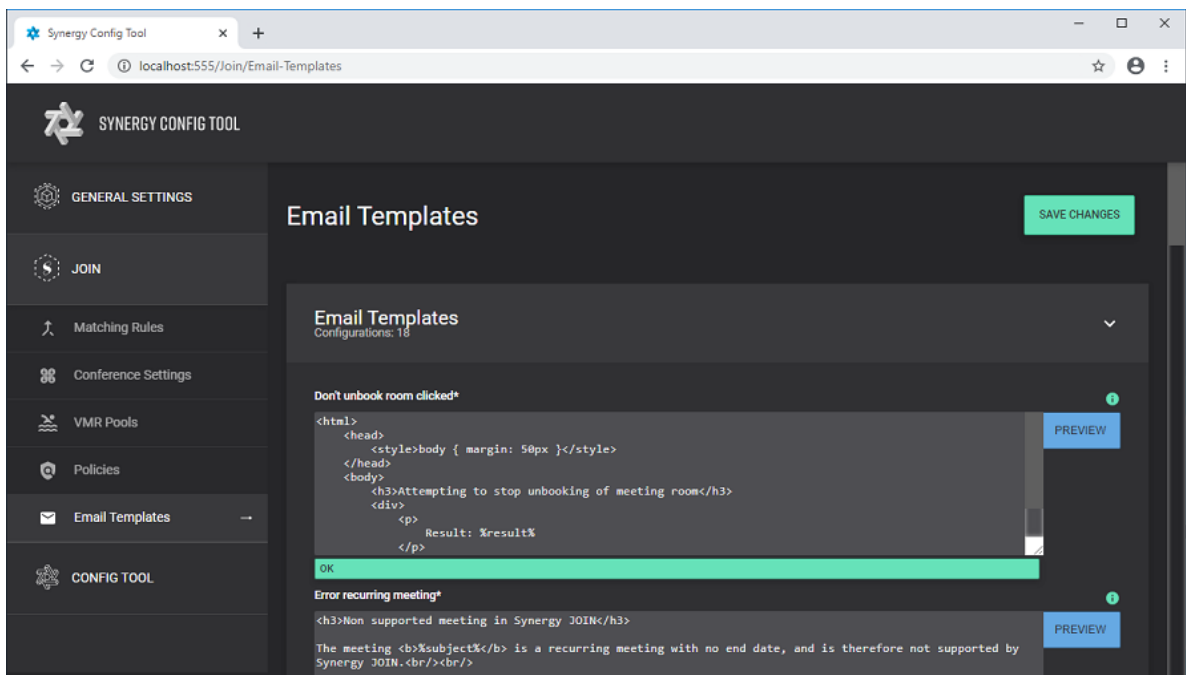 Synergy Config Tool
localhost:555/Join/Email-Templates
SYNERGY CONFIG TOOL
GENERAL SETTINGS
JOIN
Matching Rules
Conference Settings
VMR Pools
Policies
Email Templates
CONFIG TOOL
Email Templates
SAVE CHANGES
Email Templates
Configurations: 18
Don't unbook room clicked*
PREVIEW
<html>
<head>
<style>body { margin: 50px }</style>
</head>
<body>
<h3>Attempting to stop unbooking of meeting room</h3>
<div>
<p>
Result: %result%
</p>
OK
Error recurring meeting*
PREVIEW
<h3>Non supported meeting in Synergy JOIN</h3>
The meeting <b>%subject%</b> is a recurring meeting with no end date, and is therefore not supported by
Synergy JOIN.<br/><br/>